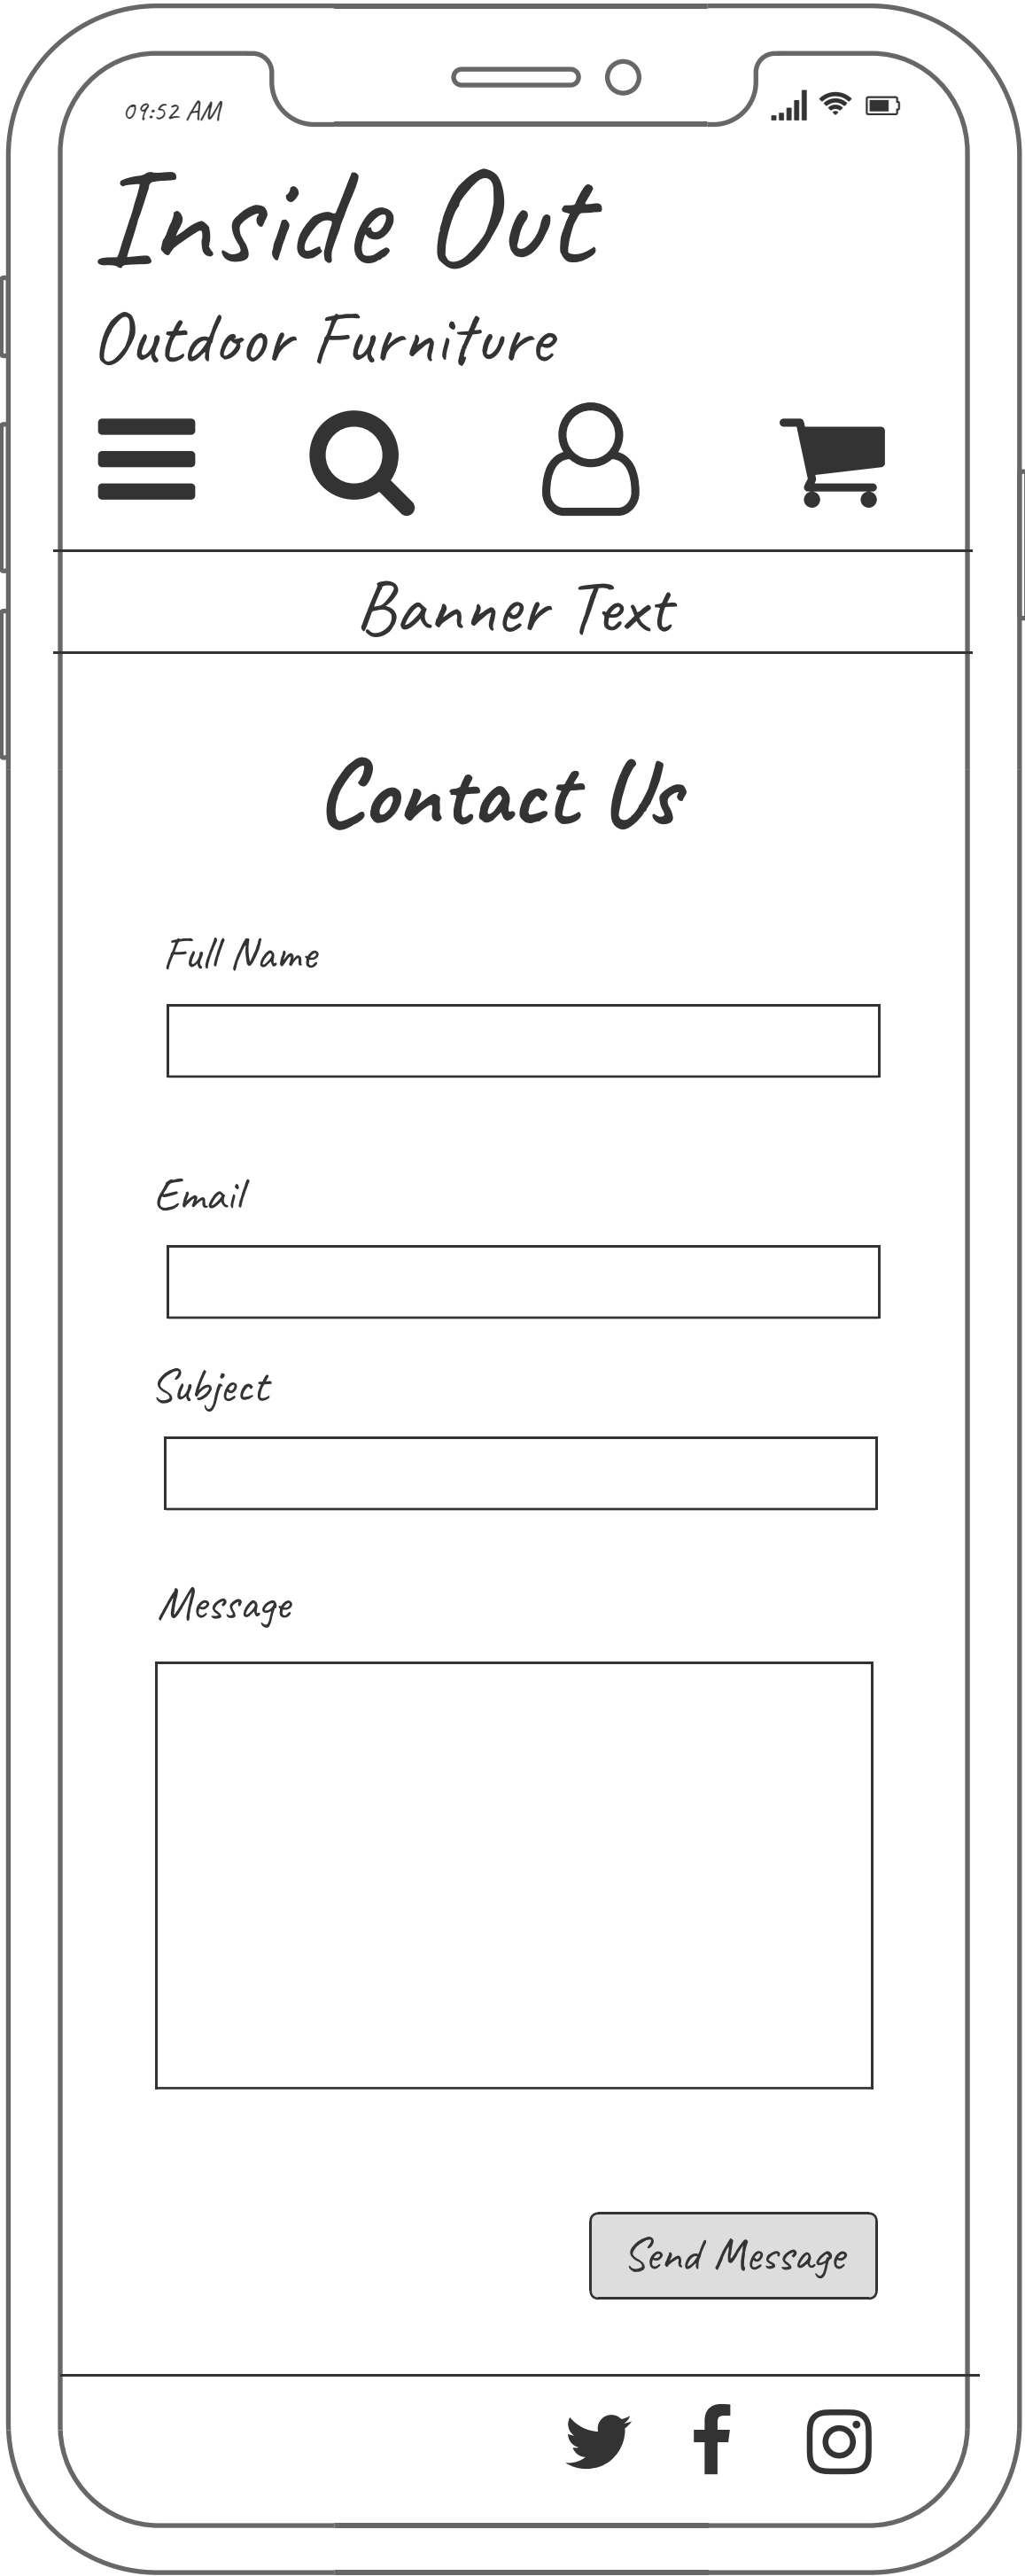 09:52 AM
Inside Out
Outdoor Furniture
Banner Text
Contact Us
Full Name
Email
Subject
Message
Send Message